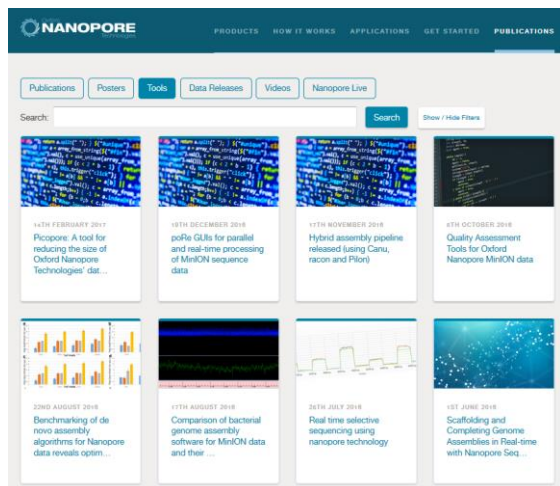 NANOPORE
Technologies
PRODUCTS HOW IT WORKS APPLICATIONS GET STARTED PUBLICATIONS
Publications Posters Tools Data Releases Videos Nanopore Live
Search: Search Show / Hide Filters
14TH FEBRUARY 2017
Picopore: A tool for
reducing the size of
Oxford Nanopore
Technologies' dat...
19TH DECEMBER 2016
poRe GUIs for parallel
and real-time processing
of MinION sequence
data
17TH NOVEMBER 2016
Hybrid assembly pipeline
released (using Canu,
racon and Pilon)
6TH OCTOBER 2016
Quality Assessment
Tools for Oxford
Nanopore MinION data
22ND AUGUST 2016
Benchmarking of de
novo assembly
algorithms for Nanopore
data reveals optim...
17TH AUGUST 2016
Comparison of bacterial
genome assembly
software for MinION data
and their ...
26TH JULY 2016
Real time selective
sequencing using
nanopore technology
1ST JUNE 2016
Scaffolding and
Completing Genome
Assemblies in Real-time
with Nanopore Seq...